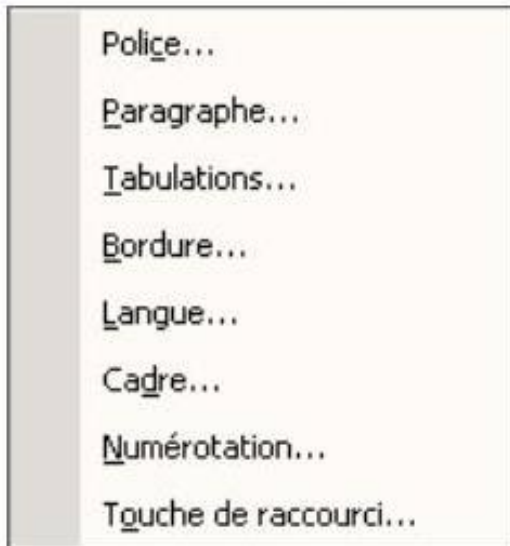 Police...
Paragraphe...
Tabulations...
Bordure...
Langue...
Cadre...
Numérotation...
Touche de raccourci...